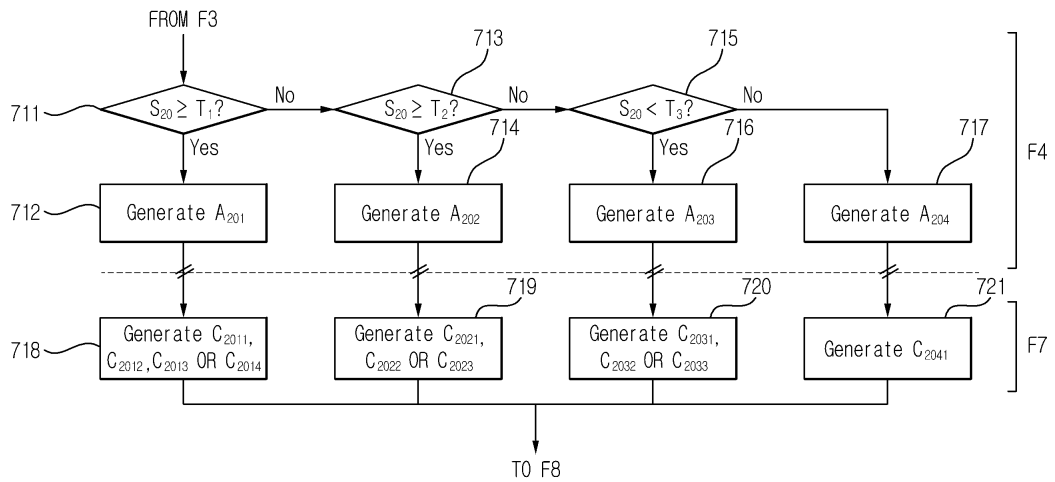 FROM F3
711
S20 ≥ T1?
No
713
S20 ≥ T2?
No
715
S20 < T3?
No
Yes
Yes
Yes
712
Generate A201
714
Generate A202
716
Generate A203
717
Generate A204
F4
718
Generate C2011,
C2012,C2013 OR C2014
719
Generate C2021,
C2022 OR C2023
720
Generate C2031,
C2032 OR C2033
721
Generate C2041
F7
TO F8